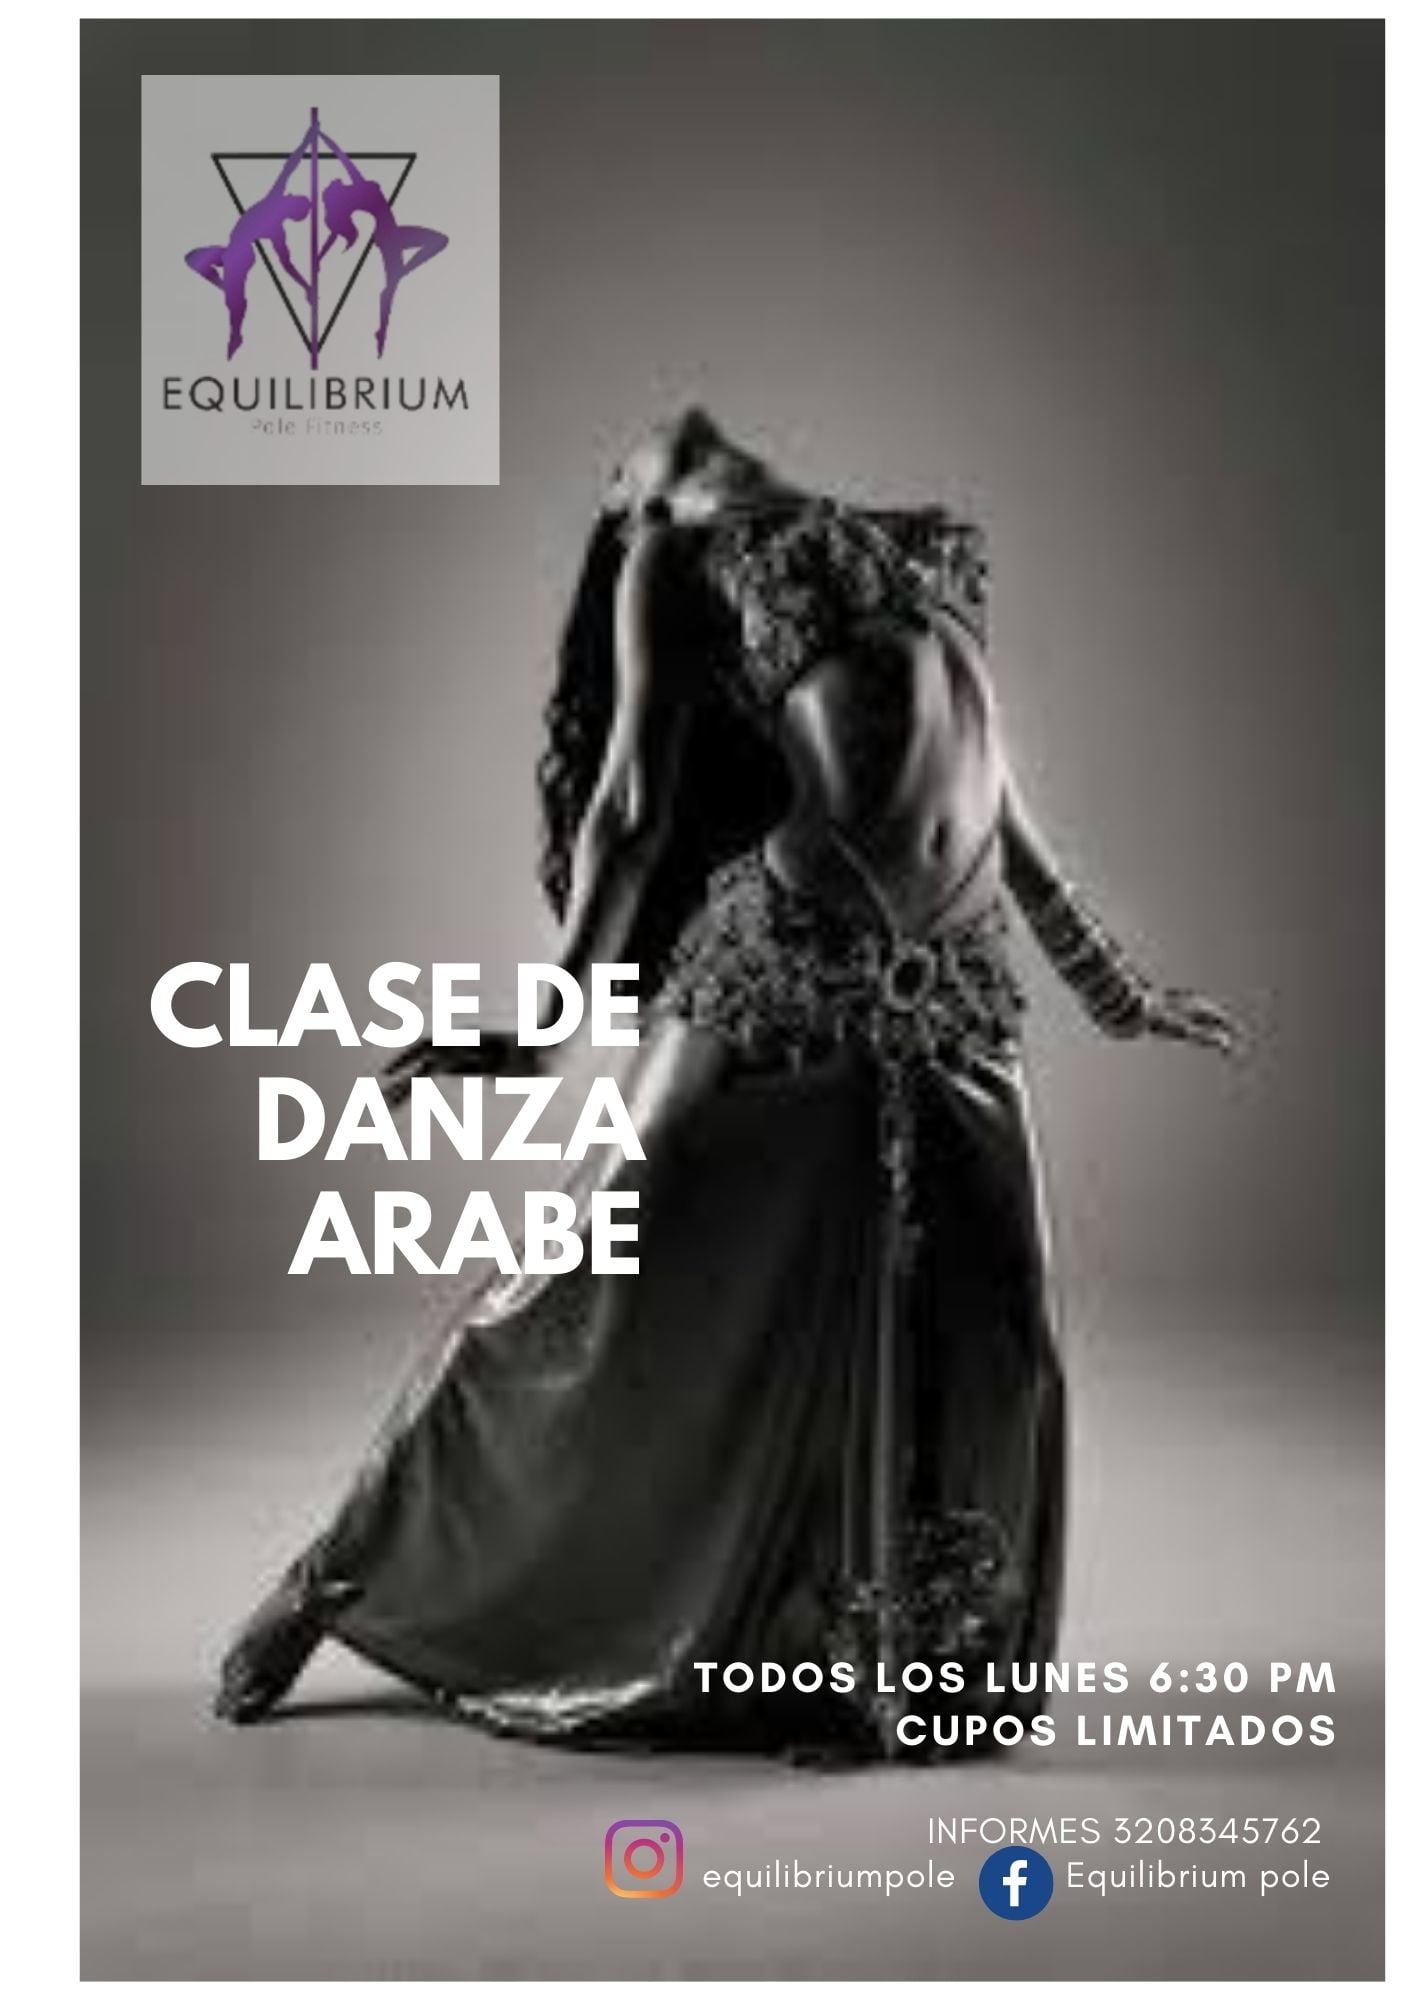 EQUILIBRIUM
Pole Fitness
CLASE DE
DANZA
ARABE
TODOS LOS LUNES 6:30 PM
CUPOS LIMITADOS
INFORMES 3208345762
equilibriumpole
Equilibrium pole